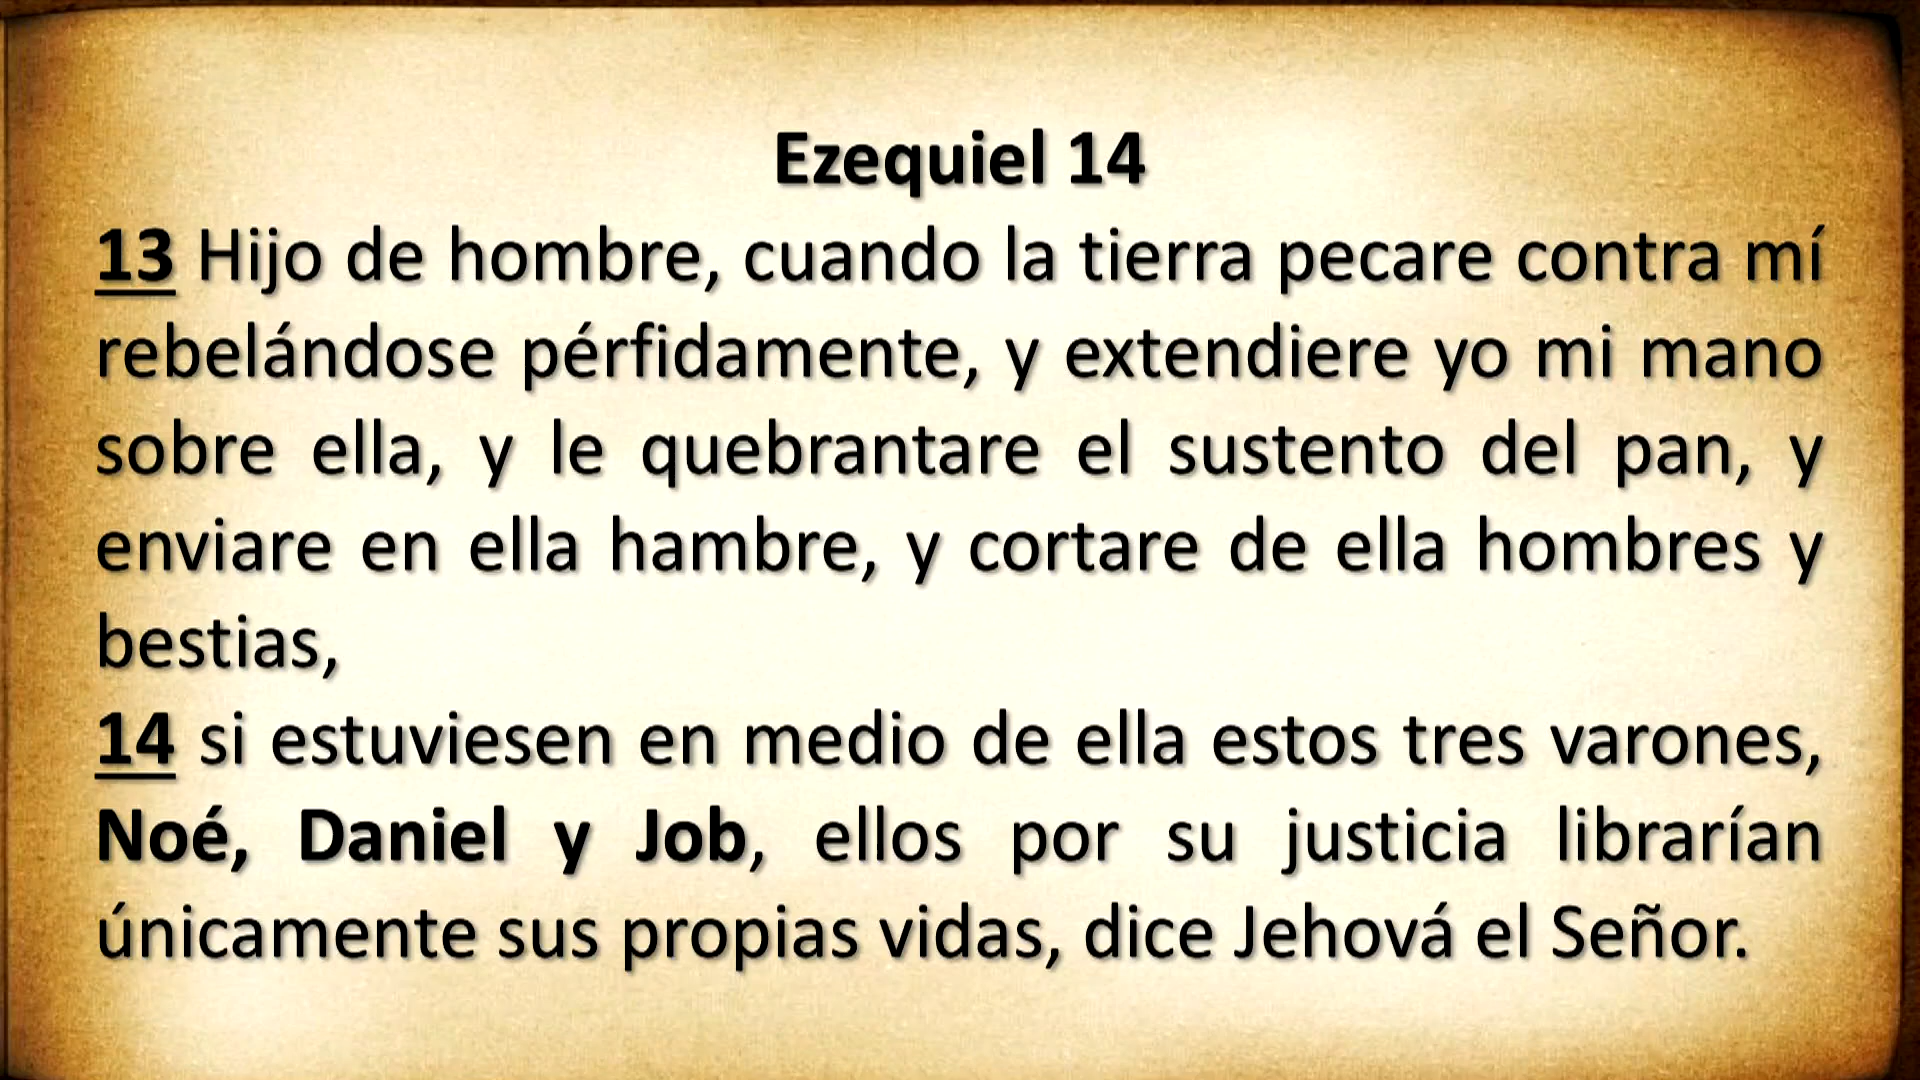 Ezequiel 14
13 Hijo de hombre, cuando la tierra pecare contra mí
rebelándose pérfidamente, y extendiere yo mi mano
sobre ella, y le quebrantare el sustento del pan, y
enviare en ella hambre, y cortare de ella hombres y
bestias,
14 si estuviesen en medio de ella estos tres varones,
Noé, Daniel y Job, ellos por su justicia librarían
únicamente sus propias vidas, dice Jehová el Señor.